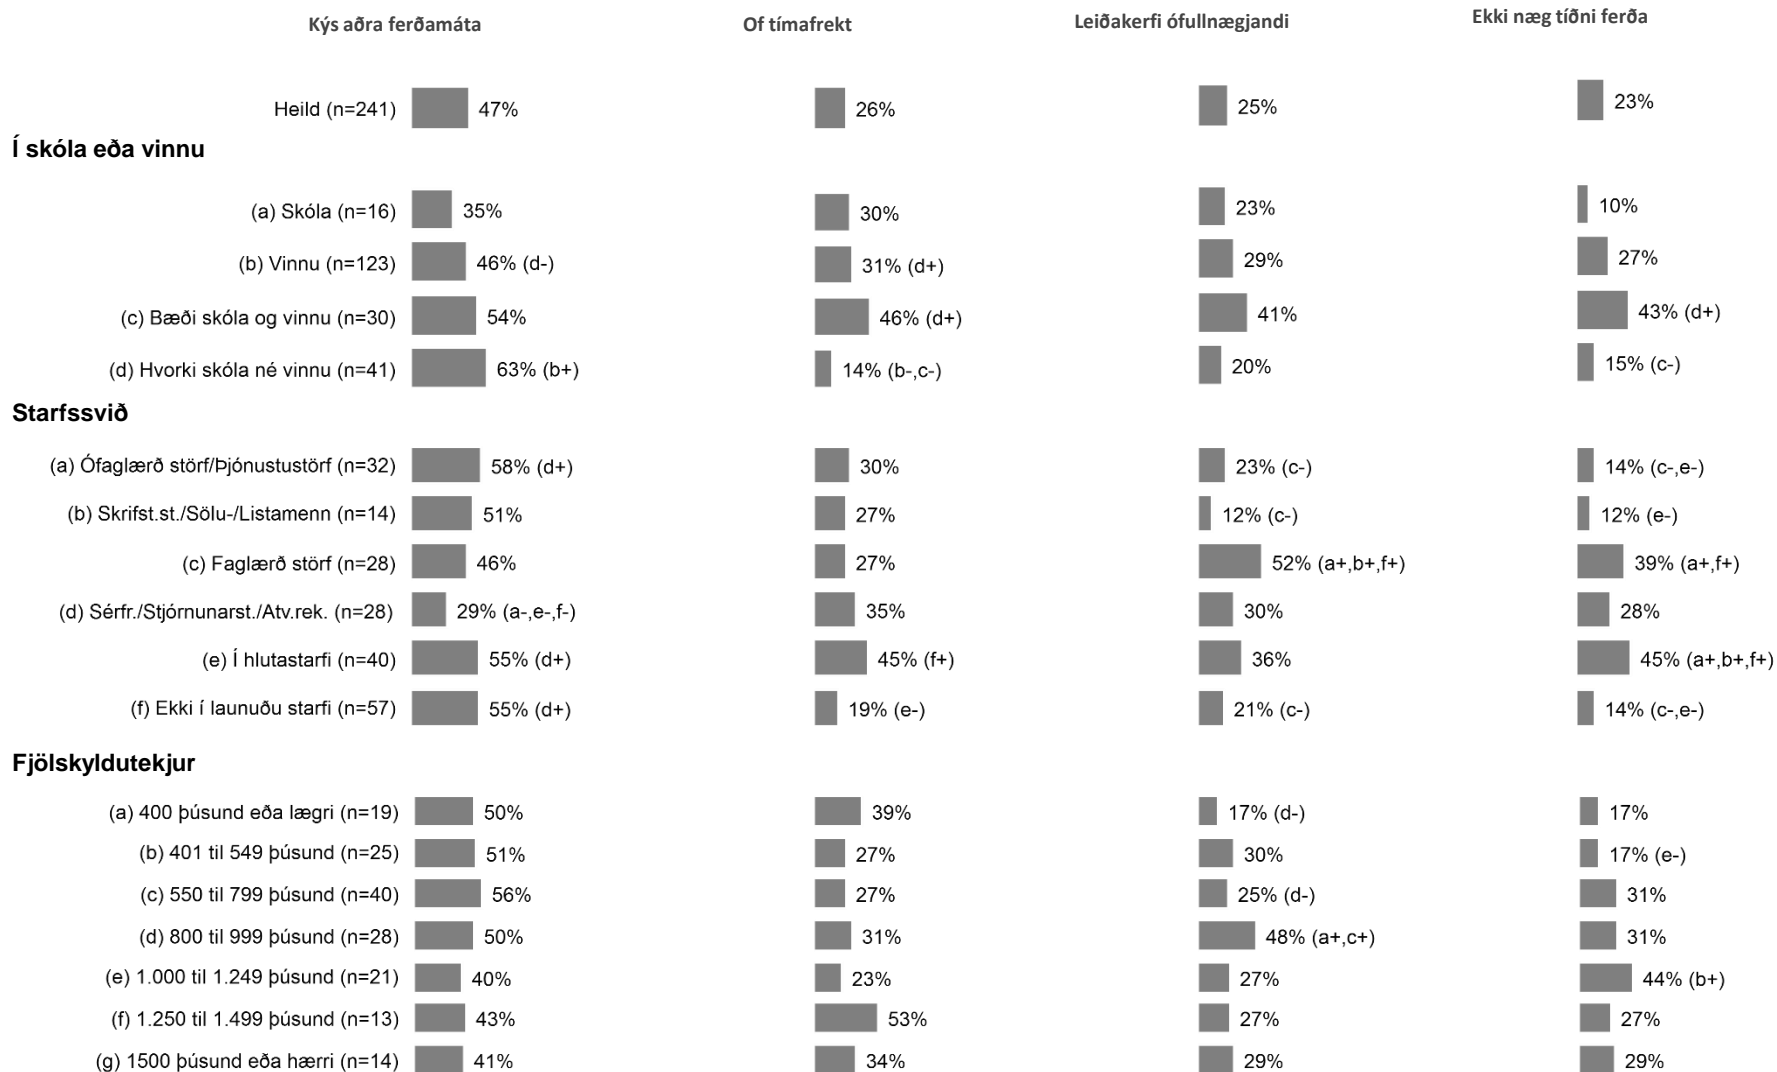 Kýs aðra ferðamáta Of tímafrekt Leiðakerfi ófullnægjandi Ekki næg tíðni ferða
Heild (n=241) 47% 26% 25% 23%
Í skóla eða vinnu
(a) Skóla (n=16) 35% 30% 23% 10%
(b) Vinnu (n=123) 46% (d-) 31% (d+) 29% 27%
(c) Bæði skóla og vinnu (n=30) 54% 46% (d+) 41% 43% (d+)
(d) Hvorki skóla né vinnu (n=41) 63% (b+) 14% (b-,c-) 20% 15% (c-)
Starfssvið
(a) Ófaglærð störf/Þjónustustörf (n=32) 58% (d+) 30% 23% (c-) 14% (c-,e-)
(b) Skrifst.st./Sölu-/Listamenn (n=14) 51% 27% 12% (c-) 12% (e-)
(c) Faglærð störf (n=28) 46% 27% 52% (a+,b+,f+) 39% (a+,f+)
(d) Sérfr./Stjórnunarst./Atv.rek. (n=28) 29% (a-,e-,f-) 35% 30% 28%
(e) Í hlutastarfi (n=40) 55% (d+) 45% (f+) 36% 45% (a+,b+,f+)
(f) Ekki í launuðu starfi (n=57) 55% (d+) 19% (e-) 21% (c-) 14% (c-,e-)
Fjölskyldutekjur
(a) 400 þúsund eða lægri (n=19) 50% 39% 17% (d-) 17%
(b) 401 til 549 þúsund (n=25) 51% 27% 30% 17% (e-)
(c) 550 til 799 þúsund (n=40) 56% 27% 25% (d-) 31%
(d) 800 til 999 þúsund (n=28) 50% 31% 48% (a+,c+) 31%
(e) 1.000 til 1.249 þúsund (n=21) 40% 23% 27% 44% (b+)
(f) 1.250 til 1.499 þúsund (n=13) 43% 53% 27% 27%
(g) 1500 þúsund eða hærri (n=14) 41% 34% 29% 29%